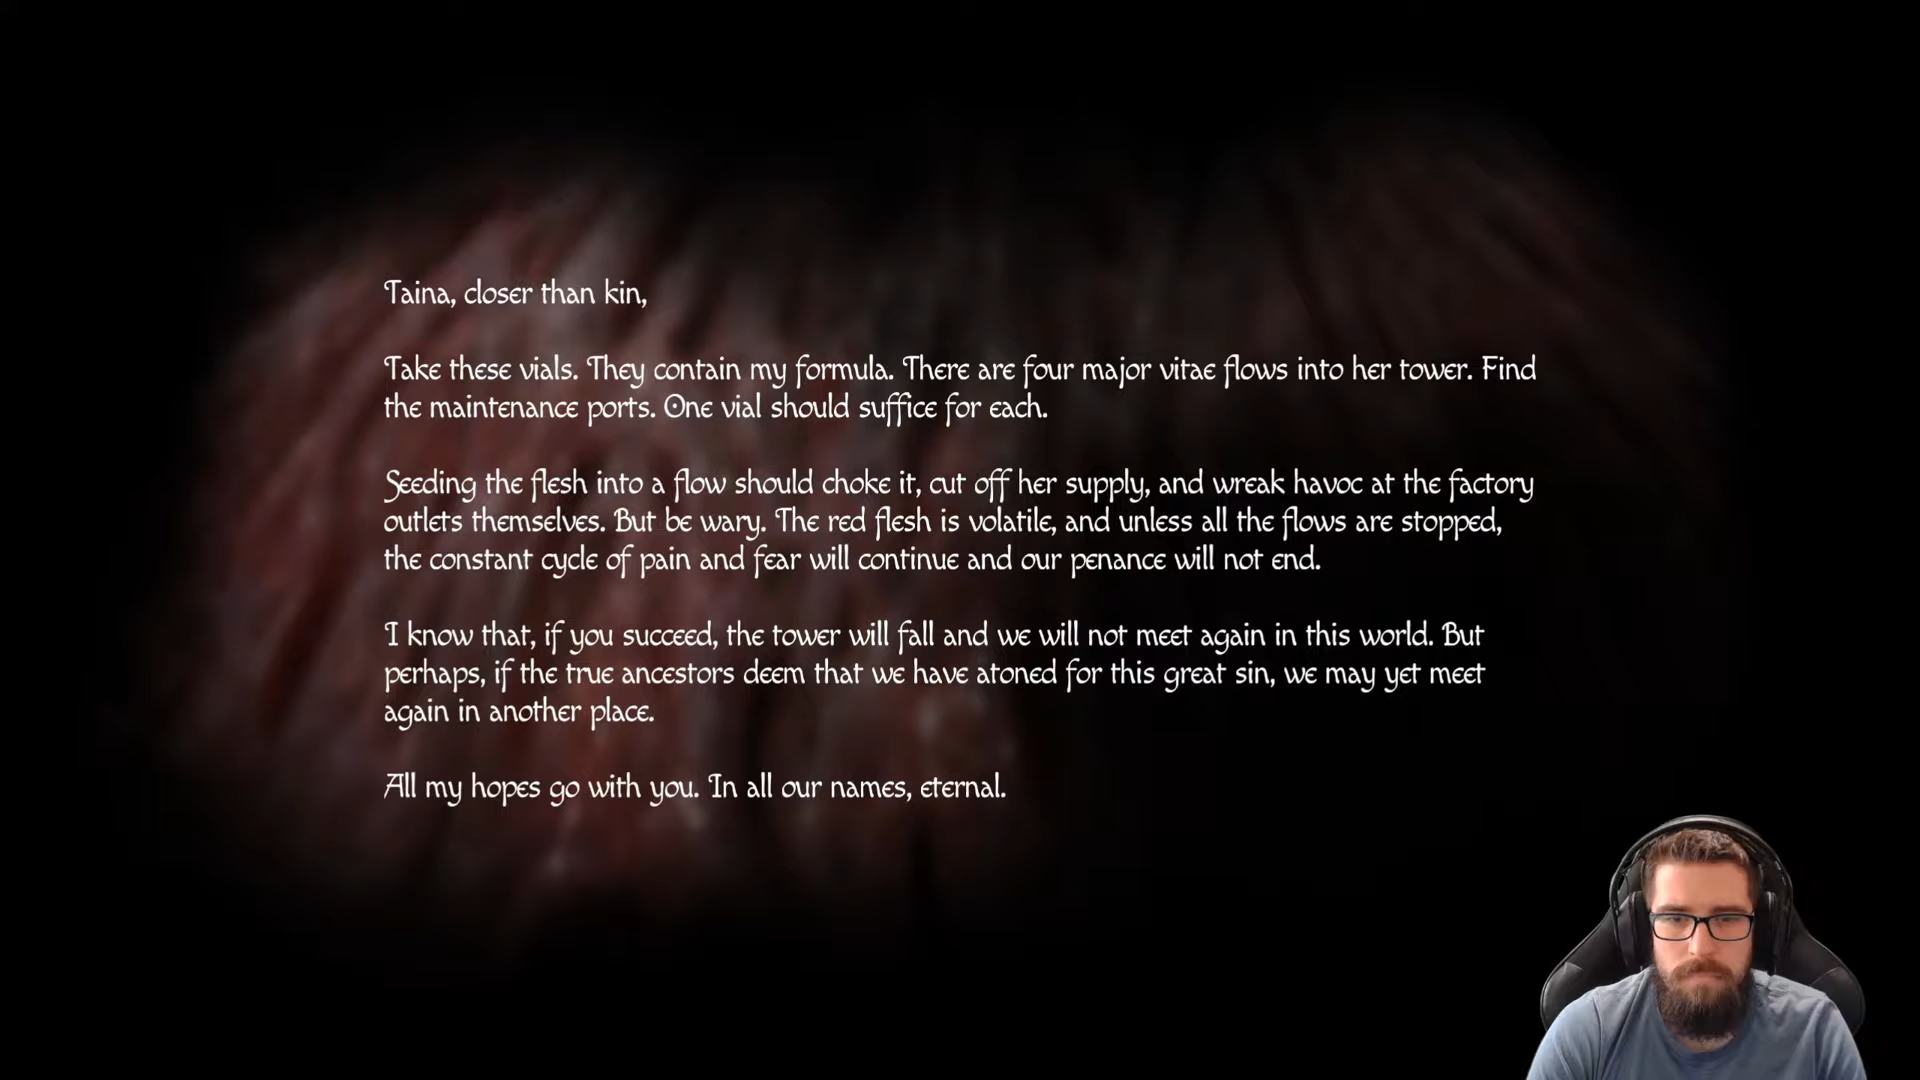 Taina, closer than kin,
Take these vials. They contain my formula. There are four major vitae flows into her tower. Find
the maintenance ports. One vial should suffice for each.
Seeding the flesh into a flow should choke it, cut off her supply, and wreak havoc at the factory
outlets themselves. But be wary. The red flesh is volatile, and unless all the flows are stopped,
the constant cycle of pain and fear will continue and our penance will not end.
I know that, if you succeed, the tower will fall and we will not meet again in this world. But
perhaps, if the true ancestors deem that we have atoned for this great sin, we may yet meet
again in another place.
All my hopes go with you. In all our names, eternal.